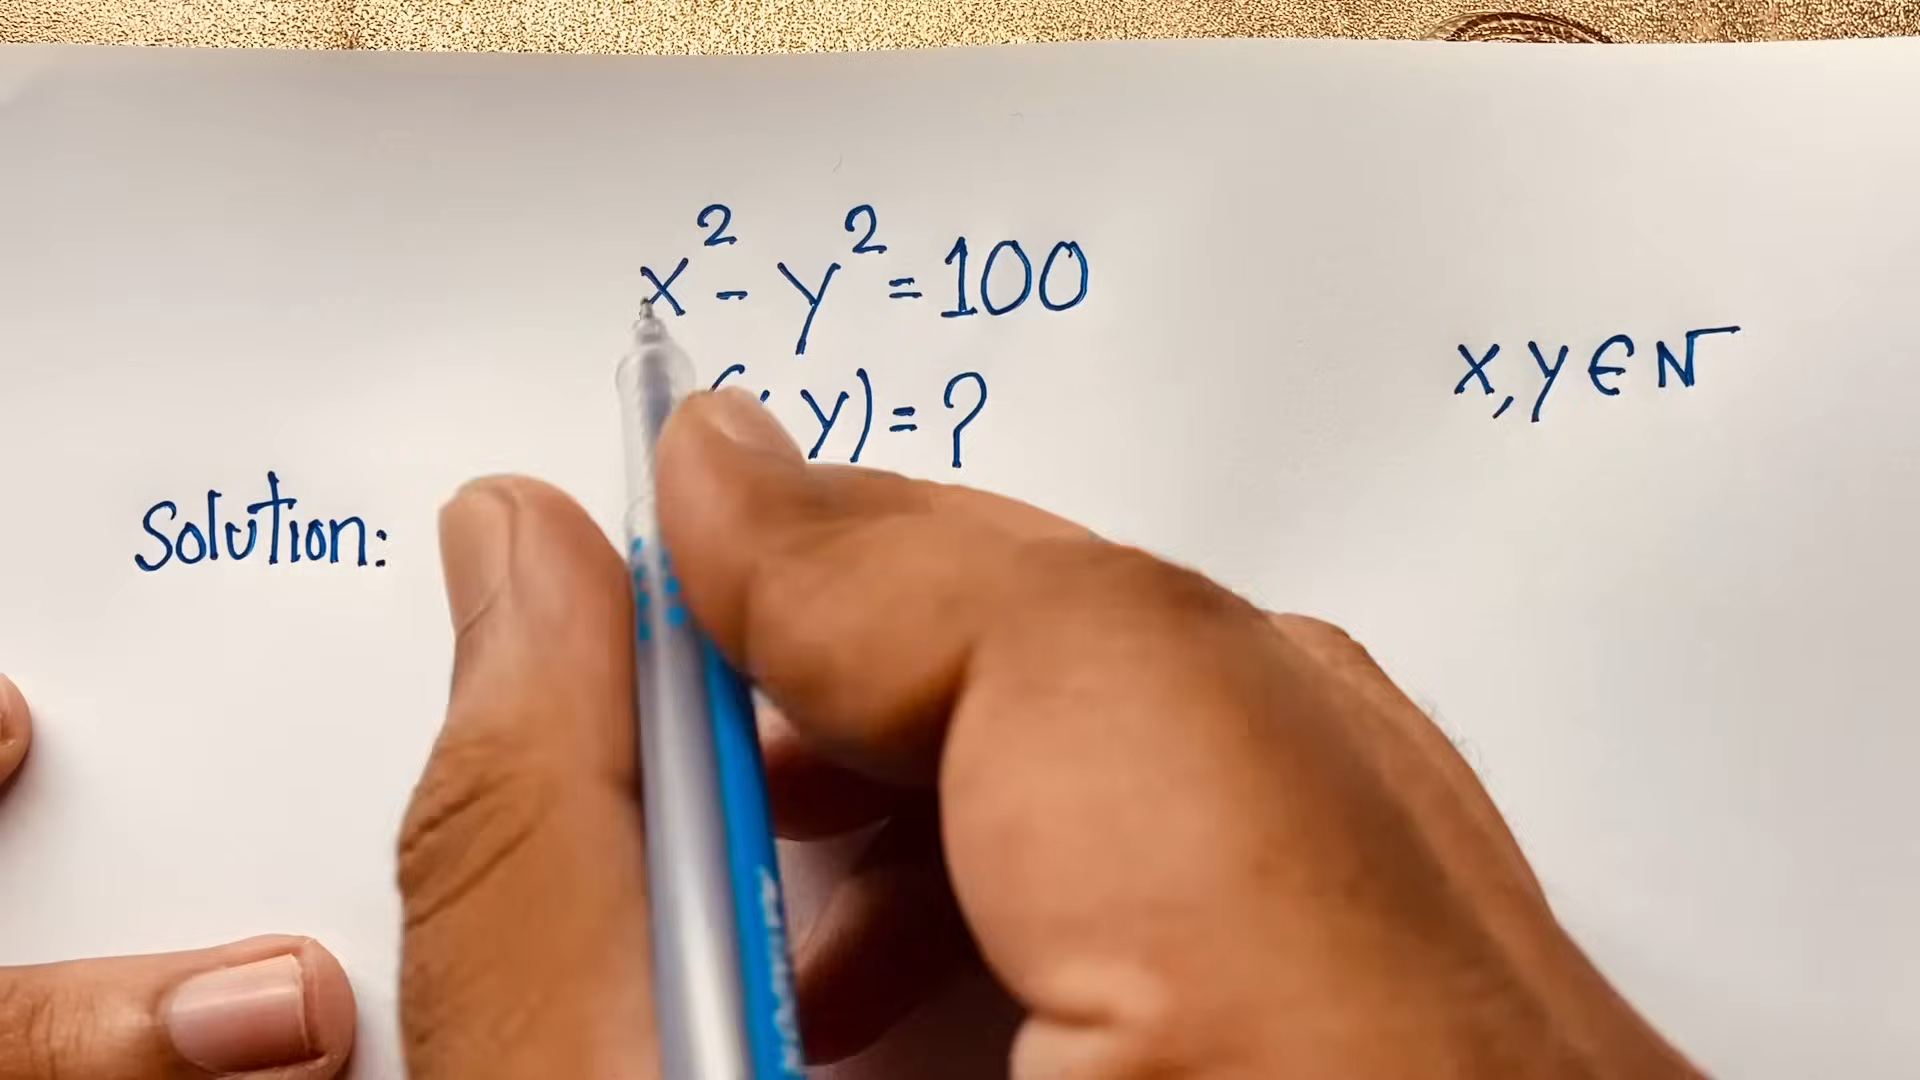 x² - y² = 100
y) = ?
x, y ∈ N
Solution: